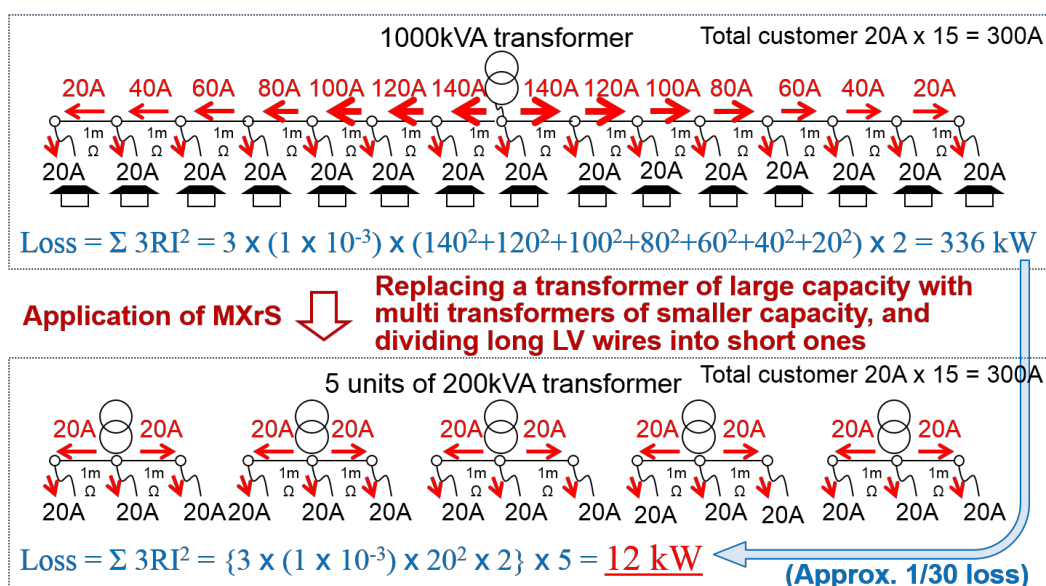 1000kVA transformer
Total customer 20A x 15 = 300A
20A 40A 60A 80A 100A 120A 140A 140A 120A 100A 80A 60A 40A 20A
1m Ω 1m Ω 1m Ω 1m Ω 1m Ω 1m Ω 1m Ω 1m Ω 1m Ω 1m Ω 1m Ω 1m Ω 1m Ω 1m Ω
20A 20A 20A 20A 20A 20A 20A 20A 20A 20A 20A 20A 20A 20A 20A
Loss = Σ 3RI² = 3 x (1 x 10⁻³) x (140²+120²+100²+80²+60²+40²+20²) x 2 = 336 kW
Application of MXrS
Replacing a transformer of large capacity with
multi transformers of smaller capacity, and
dividing long LV wires into short ones
5 units of 200kVA transformer
Total customer 20A x 15 = 300A
20A 20A 20A 20A 20A 20A 20A 20A 20A 20A
1m Ω 1m Ω 1m Ω 1m Ω 1m Ω 1m Ω 1m Ω 1m Ω 1m Ω 1m Ω
20A 20A 20A 20A 20A 20A 20A 20A 20A 20A 20A 20A 20A 20A 20A
Loss = Σ 3RI² = {3 x (1 x 10⁻³) x 20² x 2} x 5 = 12 kW
(Approx. 1/30 loss)